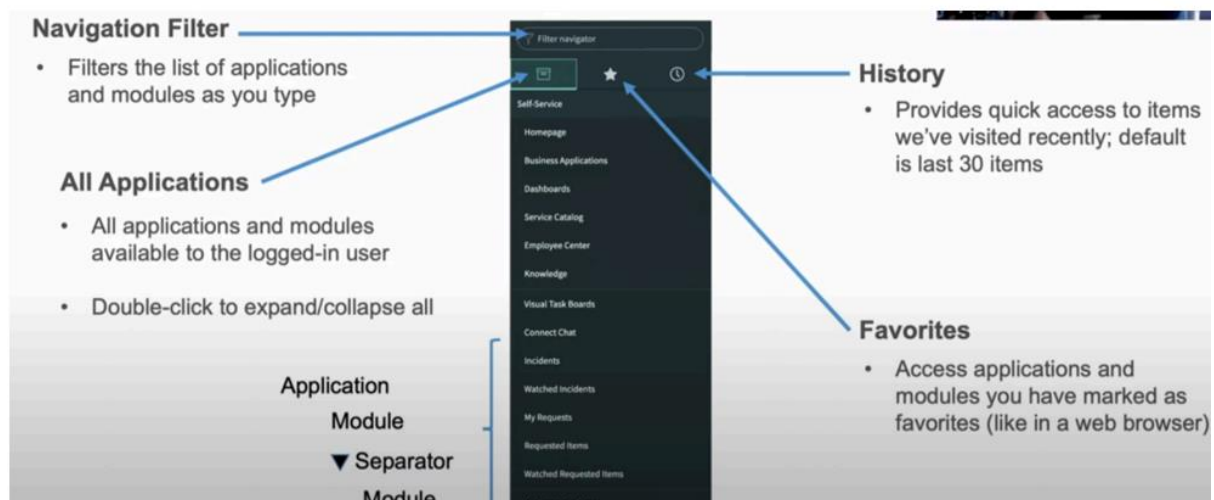 Navigation Filter
• Filters the list of applications
and modules as you type
All Applications
• All applications and modules
available to the logged-in user
• Double-click to expand/collapse all
Application
Module
▼ Separator
Module
Filter navigator
Self-Service
Homepage
Business Applications
Dashboards
Service Catalog
Employee Center
Knowledge
Visual Task Boards
Connect Chat
Incidents
Watched Incidents
My Requests
Requested Items
Watched Requested Items
History
• Provides quick access to items
we've visited recently; default
is last 30 items
Favorites
• Access applications and
modules you have marked as
favorites (like in a web browser)